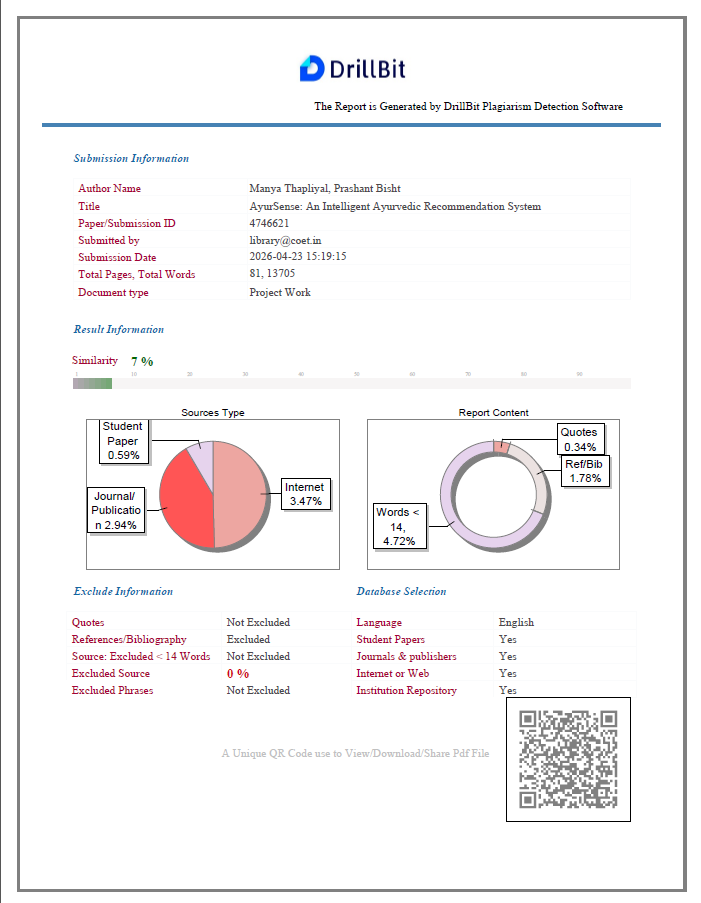 DrillBit
The Report is Generated by DrillBit Plagiarism Detection Software
Submission Information
Author Name Manya Thapliyal, Prashant Bisht
Title AyurSense: An Intelligent Ayurvedic Recommendation System
Paper/Submission ID 4746621
Submitted by library@coet.in
Submission Date 2026-04-23 15:19:15
Total Pages, Total Words 81, 13705
Document type Project Work
Result Information
Similarity 7 %
1 10 20 30 40 50 60 70 80 90
Sources Type
Student
Paper
0.59%
Internet
3.47%
Journal/
Publicatio
n 2.94%
Report Content
Quotes
0.34%
Ref/Bib
1.78%
Words <
14,
4.72%
Exclude Information
Quotes Not Excluded
References/Bibliography Excluded
Source: Excluded < 14 Words Not Excluded
Excluded Source 0 %
Excluded Phrases Not Excluded
Database Selection
Language English
Student Papers Yes
Journals & publishers Yes
Internet or Web Yes
Institution Repository Yes
A Unique QR Code use to View/Download/Share Pdf File